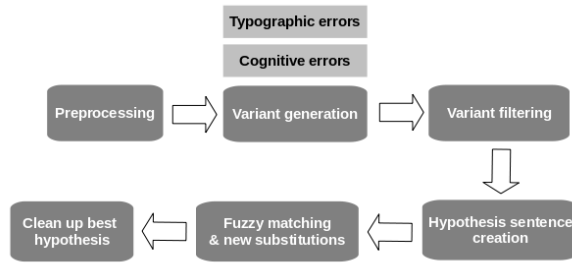 Typographic errors
Cognitive errors
Preprocessing
Variant generation
Variant filtering
Hypothesis sentence
creation
Fuzzy matching
& new substitutions
Clean up best
hypothesis